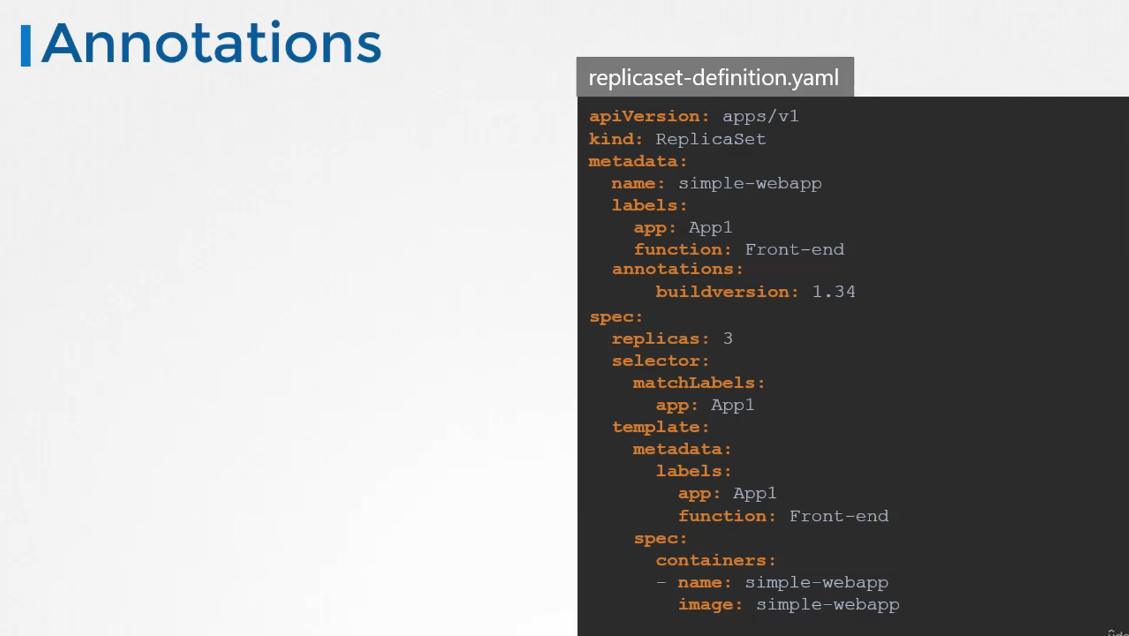 Annotations
replicaset-definition.yaml
apiVersion: apps/v1
kind: ReplicaSet
metadata:
  name: simple-webapp
  labels:
    app: App1
    function: Front-end
  annotations:
      buildversion: 1.34
spec:
  replicas: 3
  selector:
    matchLabels:
      app: App1
  template:
    metadata:
      labels:
        app: App1
        function: Front-end
    spec:
      containers:
      - name: simple-webapp
        image: simple-webapp